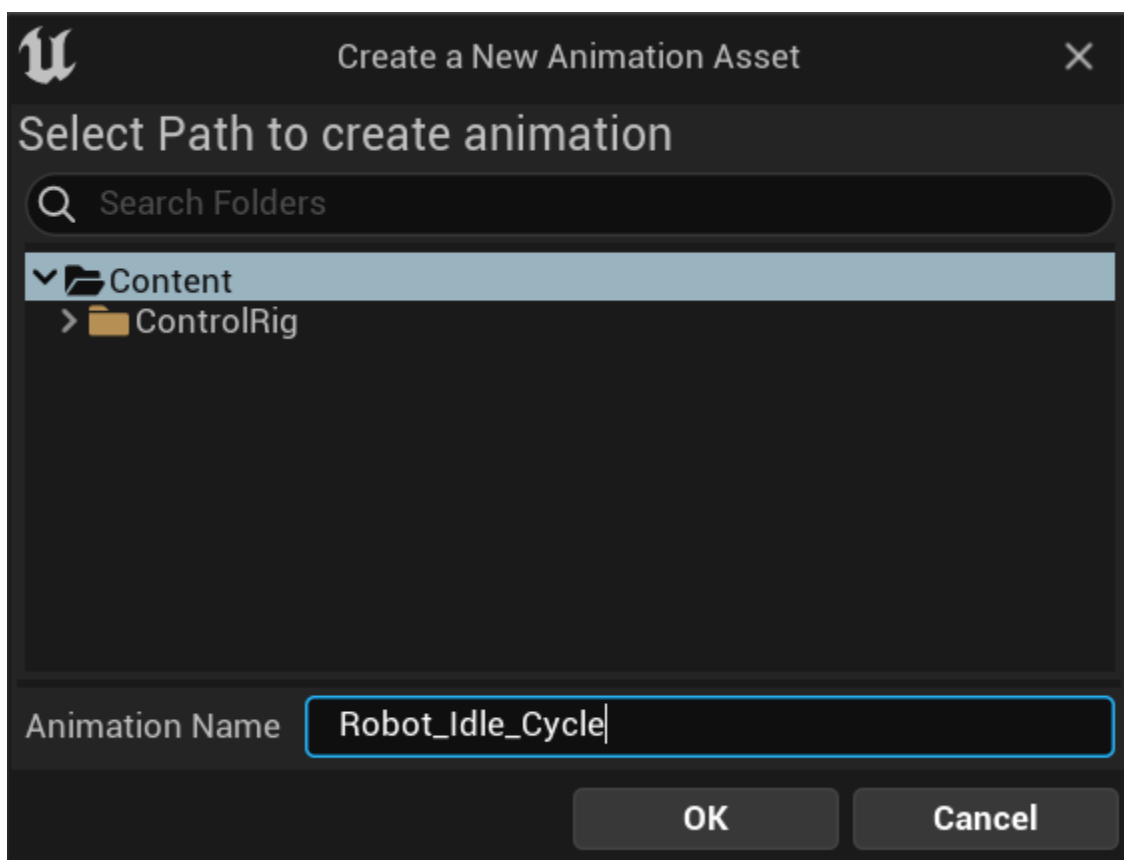 Create a New Animation Asset
Select Path to create animation
Search Folders
Content
ControlRig
Animation Name Robot_Idle_Cycle
OK Cancel